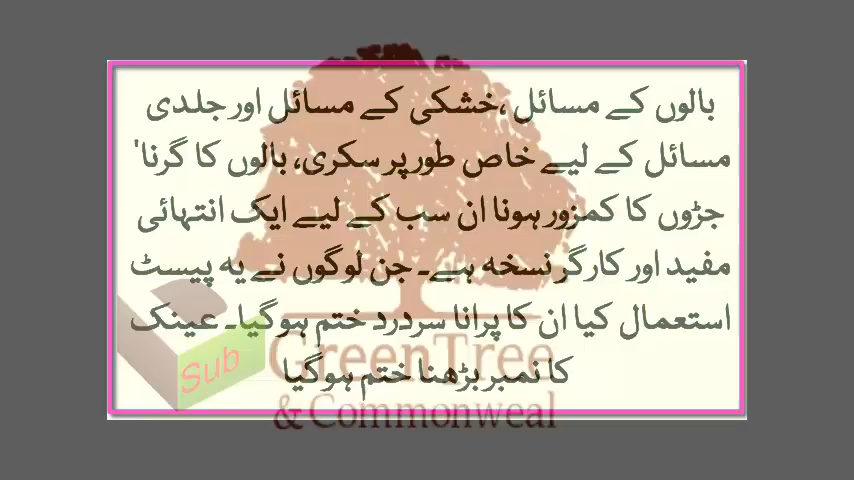 بالوں کے مسائل ،خشکی کے مسائل اور جلدی
مسائل کے لیے خاص طور پر سکری، بالوں کا گرنا'
جڑوں کا کمزور ہونا ان سب کے لیے ایک انتہائی
مفید اور کارگر نسخہ ہے۔ جن لوگوں نے یہ پیسٹ
استعمال کیا ان کا پرانا سردرد ختم ہوگیا۔ عینک
کا نمبر بڑھنا ختم ہوگیا
Sub
GreenTree
& Commonweal